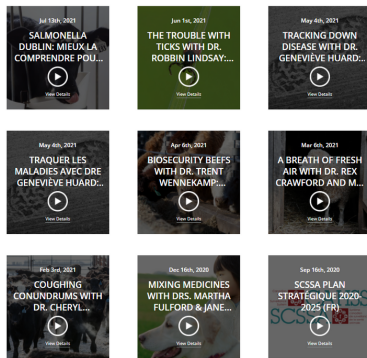 Jul 13th, 2021
SALMONELLA
DUBLIN: MIEUX LA
COMPRENDRE POU...
View Details
Jun 1st, 2021
THE TROUBLE WITH
TICKS WITH DR.
ROBBIN LINDSAY:...
View Details
May 4th, 2021
TRACKING DOWN
DISEASE WITH DR.
GENEVIÈVE HUARD:...
View Details
May 4th, 2021
TRAQUER LES
MALADIES AVEC DRE
GENEVIÈVE HUARD:...
View Details
Apr 6th, 2021
BIOSECURITY BEEFS
WITH DR. TRENT
WENNEKAMP:...
View Details
Mar 6th, 2021
A BREATH OF FRESH
AIR WITH DR. REX
CRAWFORD AND M...
View Details
Feb 3rd, 2021
COUGHING
CONUNDRUMS WITH
DR. CHERYL...
View Details
Dec 16th, 2020
MIXING MEDICINES
WITH DRS. MARTHA
FULFORD & JANE...
View Details
Sep 16th, 2020
SCSSA PLAN
STRATÉGIQUE 2020-
2025 (FR)
SCSSA
View Details